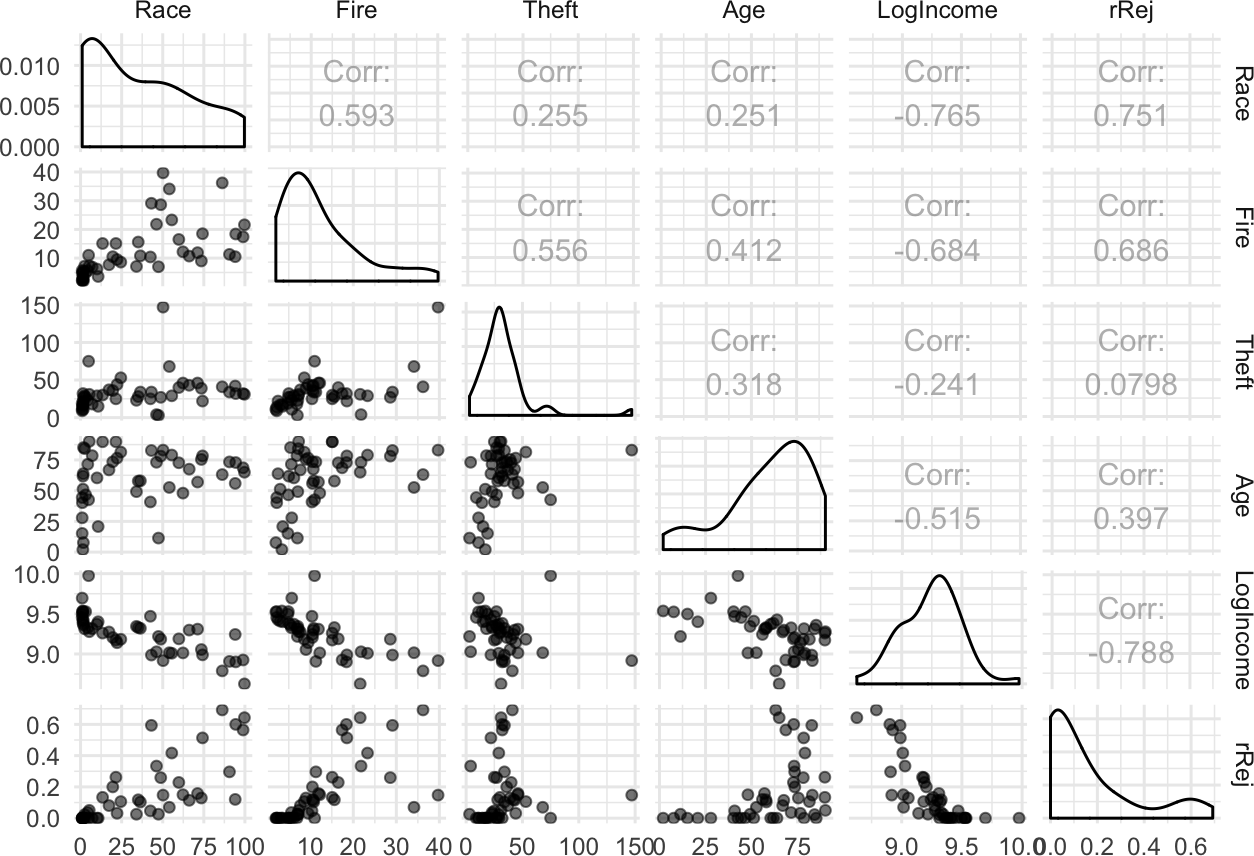 Race Fire Theft Age LogIncome rRej
0.010
0.005
0.000
Corr: Corr: Corr: Corr: Corr:
0.593 0.255 0.251 -0.765 0.751
Race
40
30
20
10
Corr: Corr: Corr: Corr:
0.556 0.412 -0.684 0.686
Fire
150
100
50
0
Corr: Corr: Corr:
0.318 -0.241 0.0798
Theft
75
50
25
0
Corr: Corr:
-0.515 0.397
Age
10.0
9.5
9.0
Corr:
-0.788
LogIncome
0.6
0.4
0.2
0.0
rRej
0 25 50 75 100 10 20 30 40 0 50 100 150 0 25 50 75 9.0 9.5 10.0 0.0 0.2 0.4 0.6